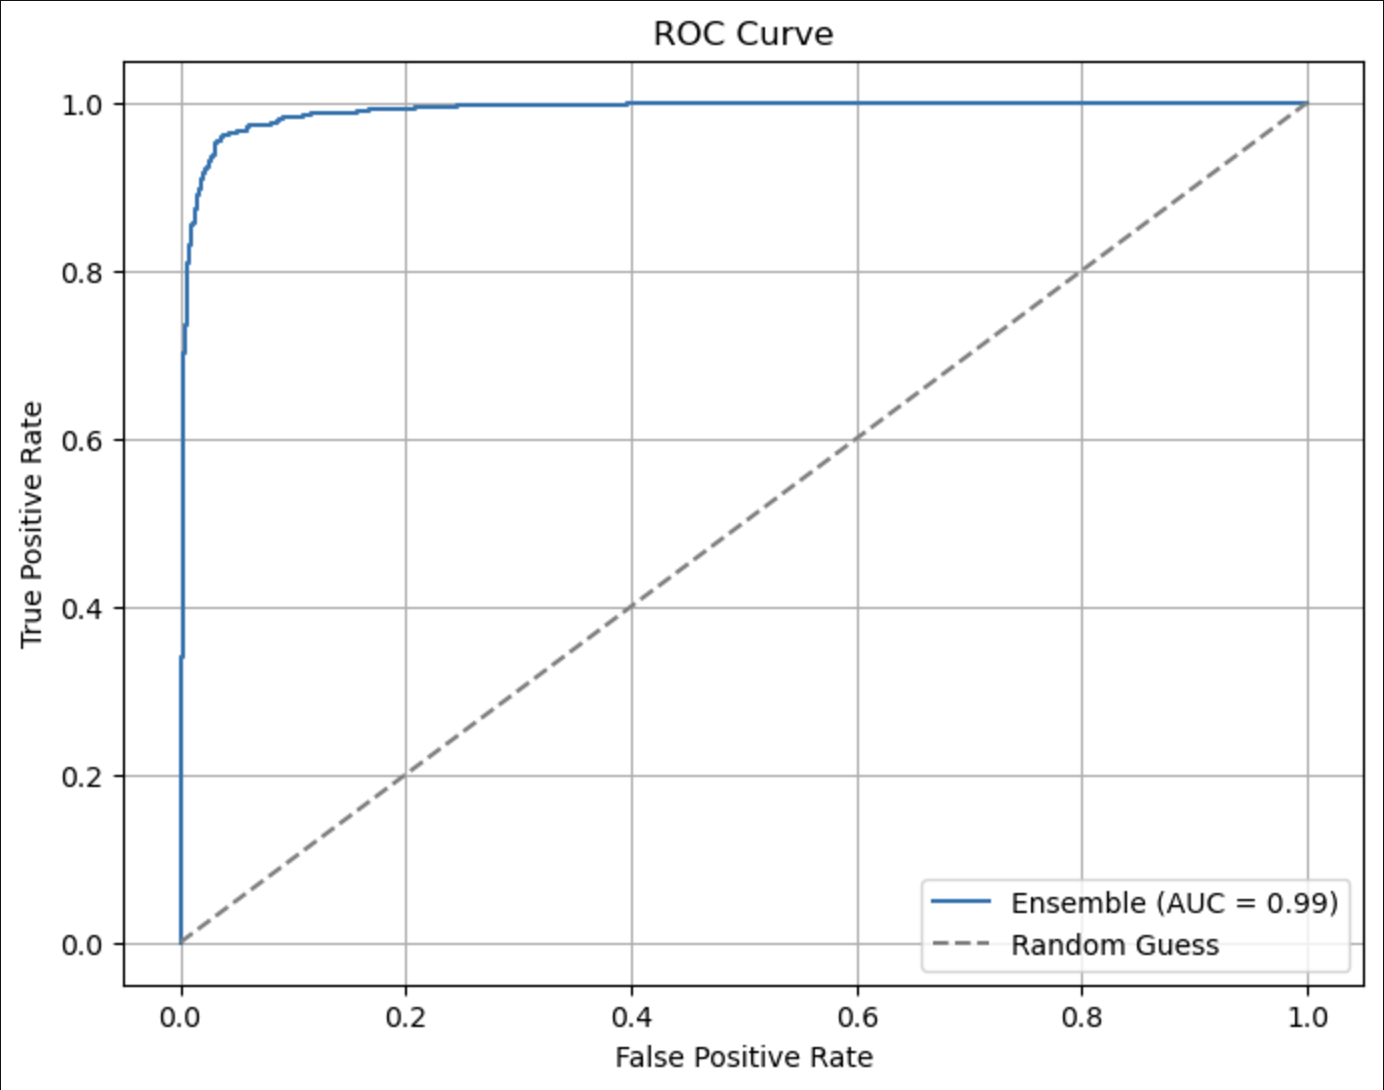 ROC Curve
1.0
0.8
0.6
0.4
0.2
0.0
True Positive Rate
Ensemble (AUC = 0.99)
Random Guess
0.0 0.2 0.4 0.6 0.8 1.0
False Positive Rate